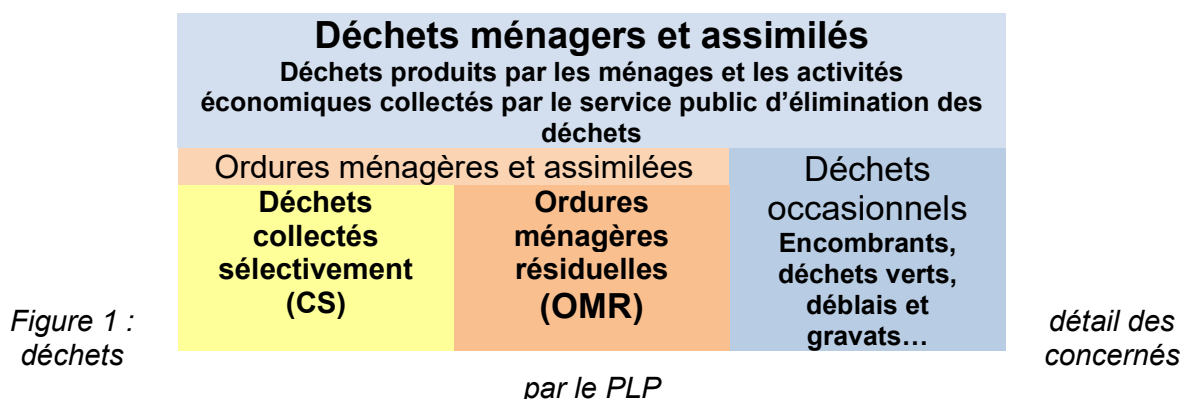 Déchets ménagers et assimilés
Déchets produits par les ménages et les activités
économiques collectés par le service public d’élimination des
déchets
Ordures ménagères et assimilées
Déchets
collectés
sélectivement
(CS)
Ordures
ménagères
résiduelles
(OMR)
Déchets
occasionnels
Encombrants,
déchets verts,
déblais et
gravats…
Figure 1 : détail des
déchets concernés
par le PLP